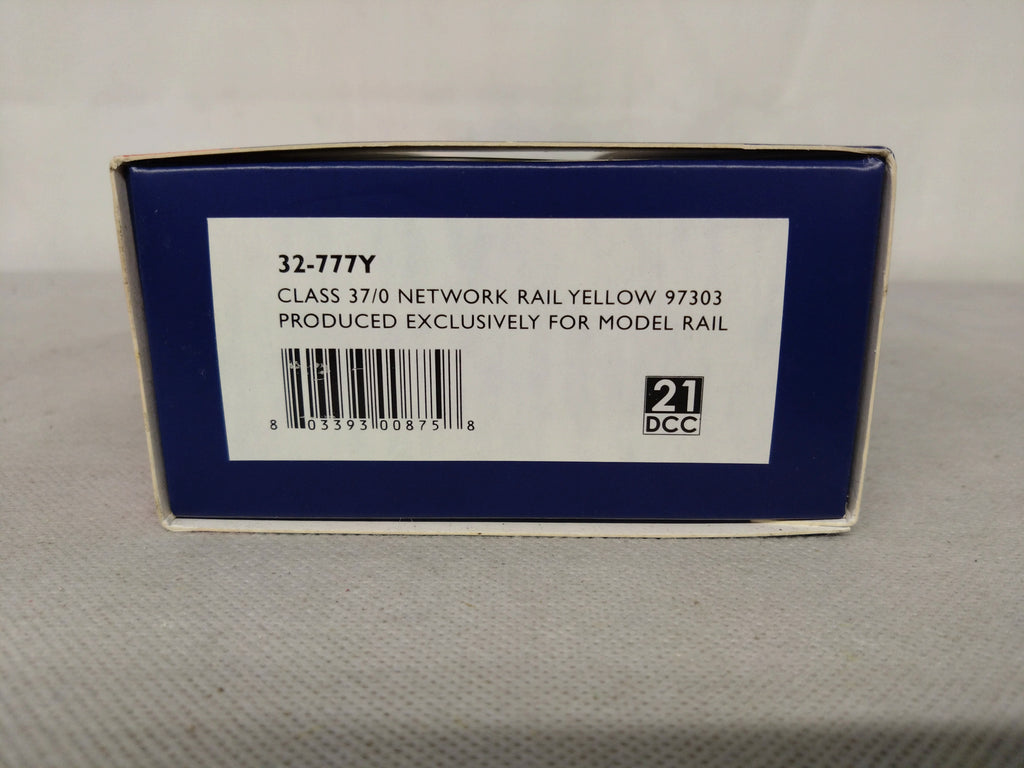 32-777Y
CLASS 37/0 NETWORK RAIL YELLOW 97303
PRODUCED EXCLUSIVELY FOR MODEL RAIL
8 03393 00875 8
21
DCC